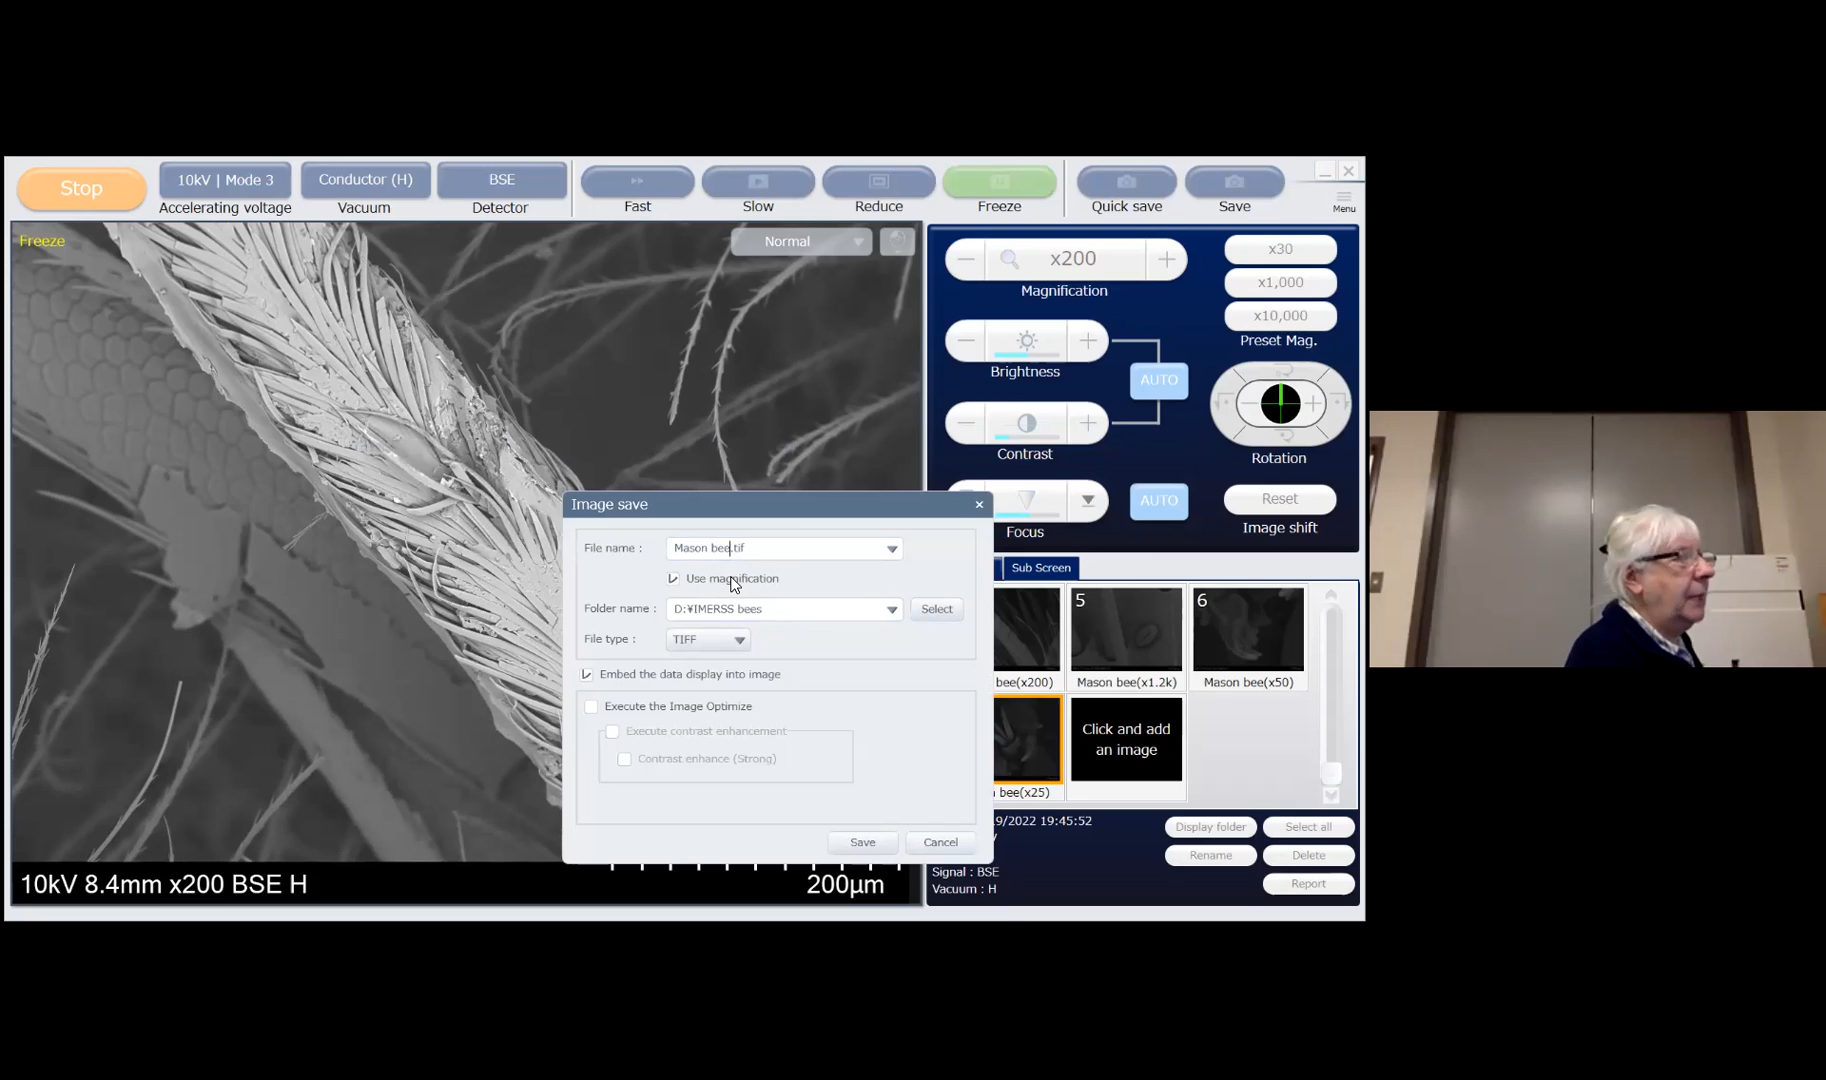 Stop
10kV | Mode 3
Accelerating voltage
Conductor (H)
Vacuum
BSE
Detector
Fast
Slow
Reduce
Freeze
Quick save
Save
Menu
Freeze
Normal
x200
Magnification
x30
x1,000
x10,000
Preset Mag.
Brightness
AUTO
Contrast
Rotation
AUTO
Focus
Reset
Image shift
Image save
File name :
Mason bee.tif
Use magnification
Folder name :
D:¥IMERSS bees
Select
File type :
TIFF
Embed the data display into image
Execute the Image Optimize
Execute contrast enhancement
Contrast enhance (Strong)
Save
Cancel
Sub Screen
5
6
bee(x200)
Mason bee(x1.2k)
Mason bee(x50)
Click and add
an image
bee(x25)
9/2022 19:45:52
Signal : BSE
Vacuum : H
Display folder
Select all
Rename
Delete
Report
10kV 8.4mm x200 BSE H
200µm